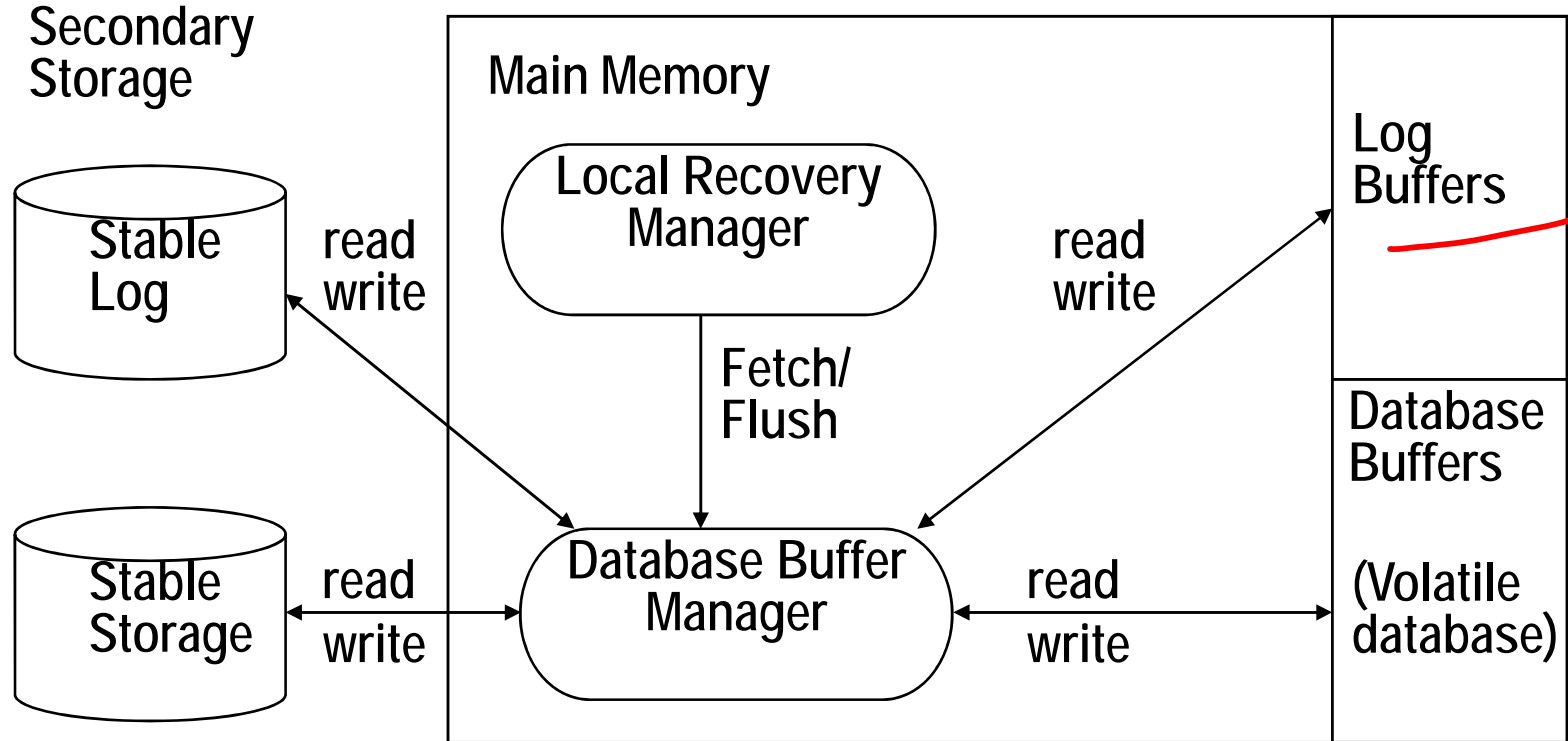 Secondary
Storage
Main Memory
Log
Buffers
Local Recovery
Manager
Stable
Log
read
write
read
write
Fetch/
Flush
Database
Buffers
(Volatile
database)
Stable
Storage
read
write
Database Buffer
Manager
read
write